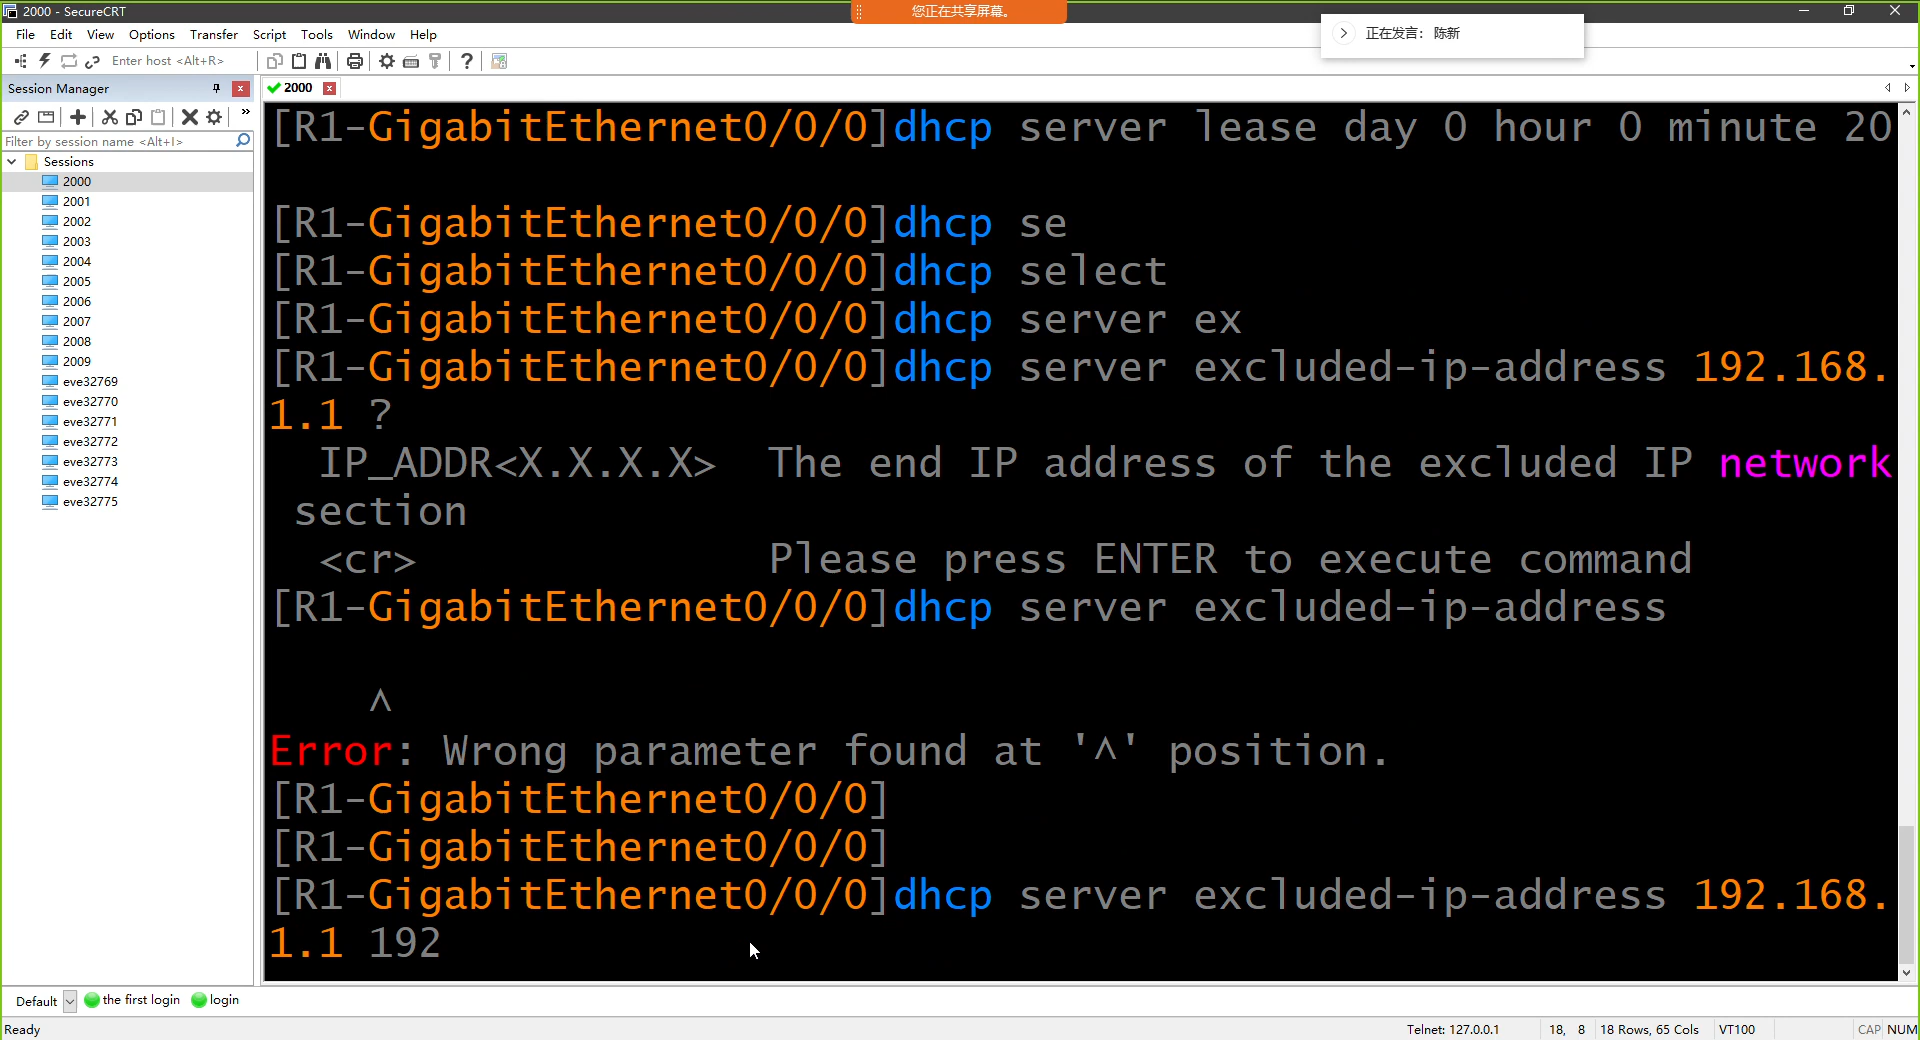 2000 - SecureCRT
您正在共享屏幕。
File Edit View Options Transfer Script Tools Window Help
正在发言: 陈新
Enter host <Alt+R>
Session Manager
2000
Filter by session name <Alt+I>
Sessions
2000
2001
2002
2003
2004
2005
2006
2007
2008
2009
eve32769
eve32770
eve32771
eve32772
eve32773
eve32774
eve32775
[R1-GigabitEthernet0/0/0]dhcp server lease day 0 hour 0 minute 20
[R1-GigabitEthernet0/0/0]dhcp se
[R1-GigabitEthernet0/0/0]dhcp select
[R1-GigabitEthernet0/0/0]dhcp server ex
[R1-GigabitEthernet0/0/0]dhcp server excluded-ip-address 192.168.
1.1 ?
IP_ADDR<X.X.X.X> The end IP address of the excluded IP network
section
<cr> Please press ENTER to execute command
[R1-GigabitEthernet0/0/0]dhcp server excluded-ip-address
^
Error: Wrong parameter found at '^' position.
[R1-GigabitEthernet0/0/0]
[R1-GigabitEthernet0/0/0]
[R1-GigabitEthernet0/0/0]dhcp server excluded-ip-address 192.168.
1.1 192
Default the first login login
Ready Telnet: 127.0.0.1 18, 8 18 Rows, 65 Cols VT100 CAP NUM